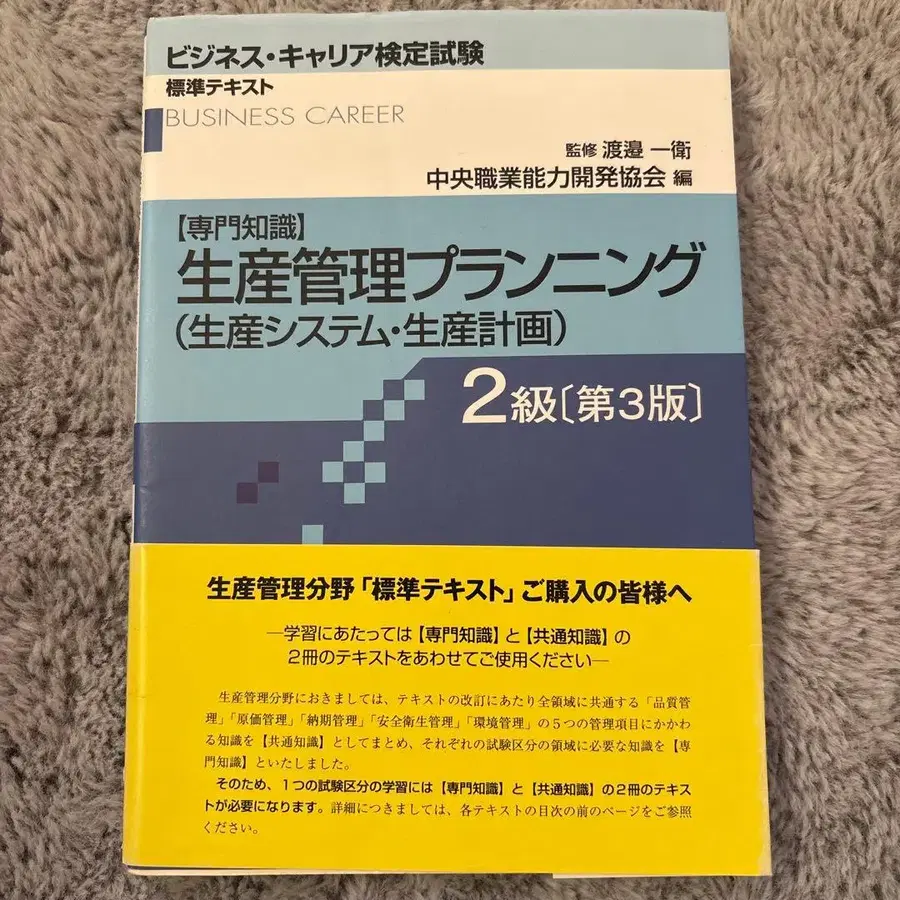 ビジネス・キャリア検定試験
標準テキスト
BUSINESS CAREER
監修 渡邉 一衛
中央職業能力開発協会 編
【専門知識】
生産管理プランニング
（生産システム・生産計画）
2級〔第3版〕
生産管理分野「標準テキスト」ご購入の皆様へ
―学習にあたっては【専門知識】と【共通知識】の
2冊のテキストをあわせてご使用ください―
生産管理分野におきましては、テキストの改訂にあたり全領域に共通する「品質管
理」「原価管理」「納期管理」「安全衛生管理」「環境管理」の5つの管理項目にかかわ
る知識を【共通知識】としてまとめ、それぞれの試験区分の領域に必要な知識を【専
門知識】といたしました。
そのため、1つの試験区分の学習には【専門知識】と【共通知識】の2冊のテキス
トが必要になります。詳細につきましては、各テキストの目次の前のページをご参照
ください。